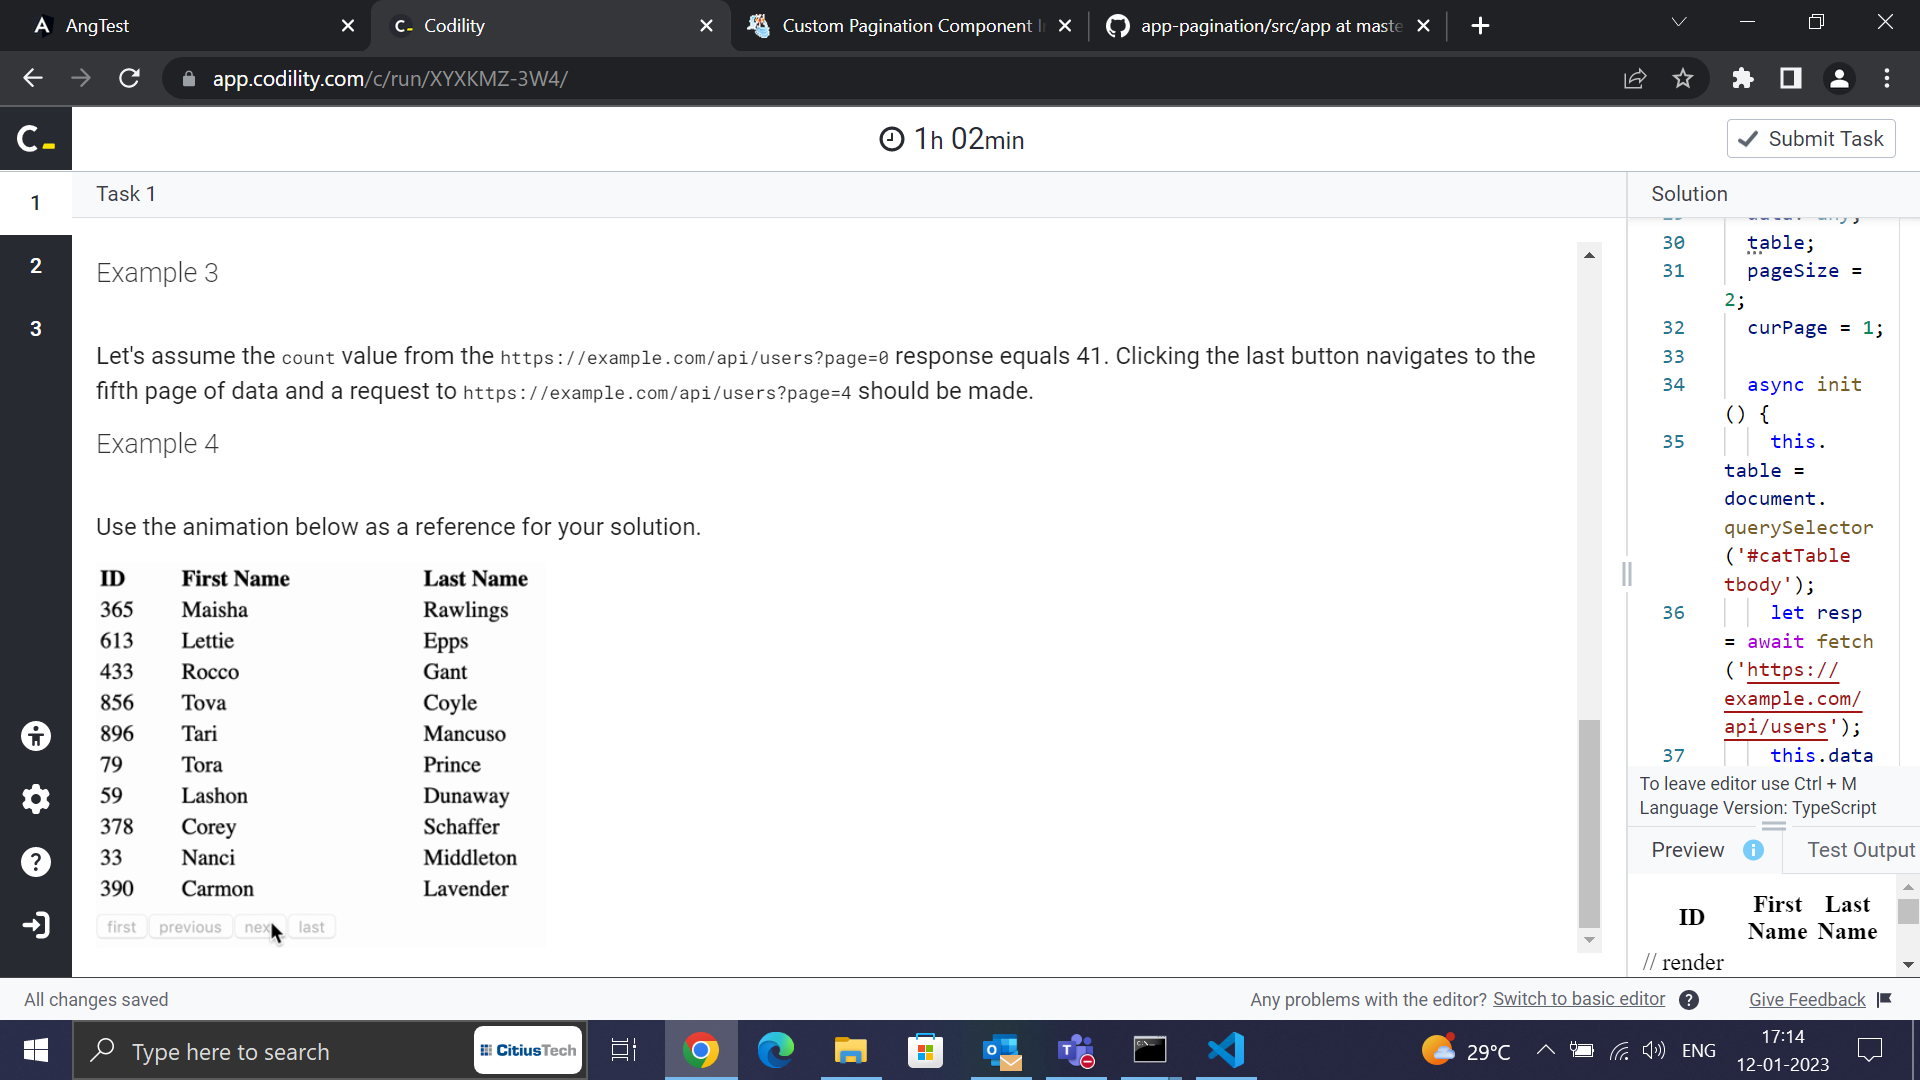 AngTest
Codility
Custom Pagination Component I
app-pagination/src/app at maste
app.codility.com/c/run/XYXKMZ-3W4/
1h 02min
Submit Task
1
2
3
Task 1
Example 3
Let's assume the count value from the https://example.com/api/users?page=0 response equals 41. Clicking the last button navigates to the
fifth page of data and a request to https://example.com/api/users?page=4 should be made.
Example 4
Use the animation below as a reference for your solution.
ID First Name Last Name
365 Maisha Rawlings
613 Lettie Epps
433 Rocco Gant
856 Tova Coyle
896 Tari Mancuso
79 Tora Prince
59 Lashon Dunaway
378 Corey Schaffer
33 Nanci Middleton
390 Carmon Lavender
first previous next last
Solution
30 table;
31 pageSize =
2;
32 curPage = 1;
33
34 async init
() {
35 this.
table =
document.
querySelector
('#catTable
tbody');
36 let resp
= await fetch
('https://
example.com/
api/users');
37 this.data
To leave editor use Ctrl + M
Language Version: TypeScript
Preview Test Output
ID First Name Last Name
// render
All changes saved
Any problems with the editor? Switch to basic editor
Give Feedback
Type here to search
CitiusTech
29°C
ENG
17:14
12-01-2023